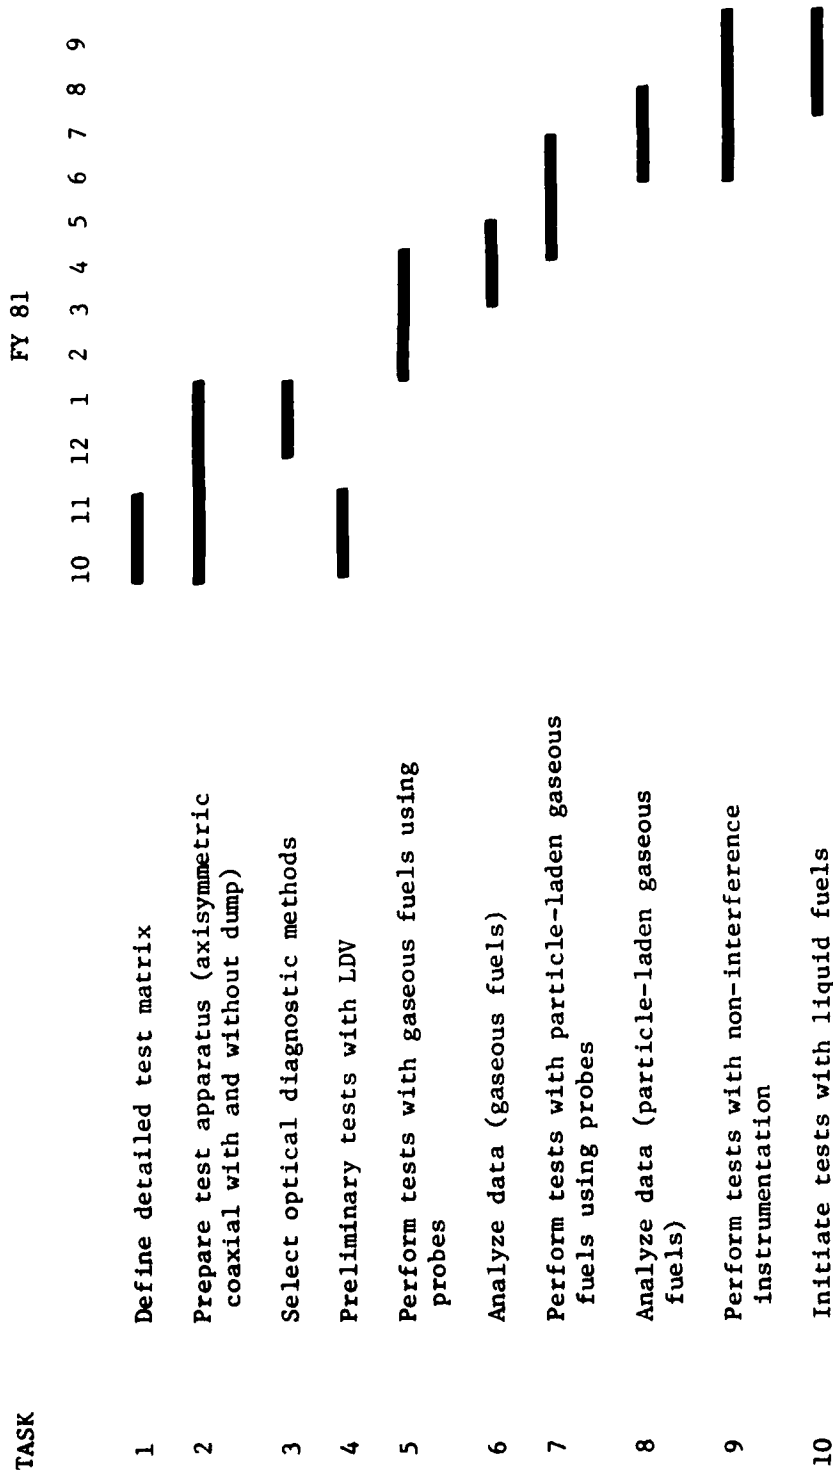 FY 81
TASK
10 11 12 1 2 3 4 5 6 7 8 9
1 Define detailed test matrix
2 Prepare test apparatus (axisymmetric
coaxial with and without dump)
3 Select optical diagnostic methods
4 Preliminary tests with LDV
5 Perform tests with gaseous fuels using
probes
6 Analyze data (gaseous fuels)
7 Perform tests with particle-laden gaseous
fuels using probes
8 Analyze data (particle-laden gaseous
fuels)
9 Perform tests with non-interference
instrumentation
10 Initiate tests with liquid fuels